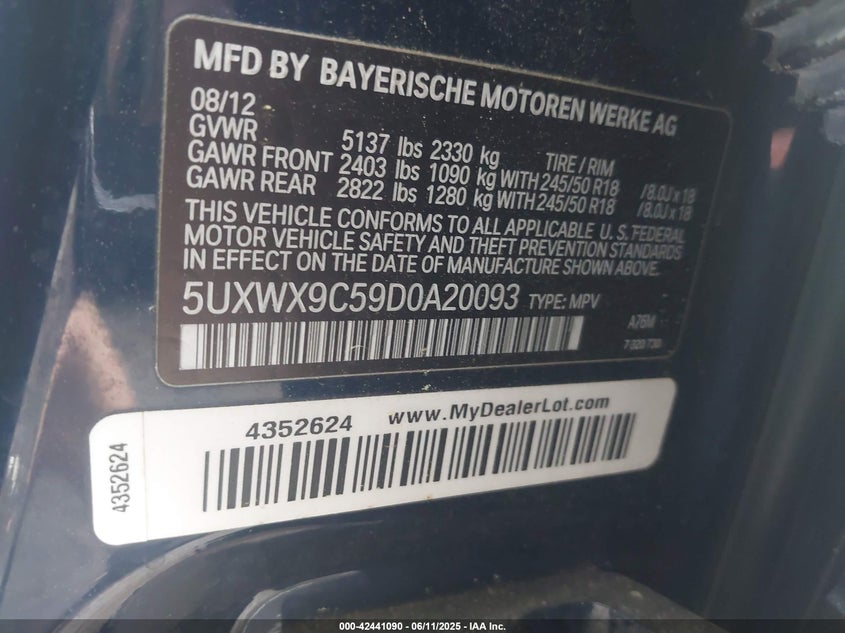 MFD BY BAYERISCHE MOTOREN WERKE AG
08/12
GVWR 5137 lbs 2330 kg TIRE / RIM
GAWR FRONT 2403 lbs 1090 kg WITH 245/50 R18 /8.0J x 18
GAWR REAR 2822 lbs 1280 kg WITH 245/50 R18 /8.0J x 18
THIS VEHICLE CONFORMS TO ALL APPLICABLE U.S. FEDERAL
MOTOR VEHICLE SAFETY AND THEFT PREVENTION STANDARDS
IN EFFECT ON THE DATE OF MANUFACTURE SHOWN ABOVE.
5UXWX9C59D0A20093 TYPE: MPV
A76M
7 320 730
4352624 www.MyDealerLot.com
4352624
000-42441090 - 06/11/2025 - IAA Inc.